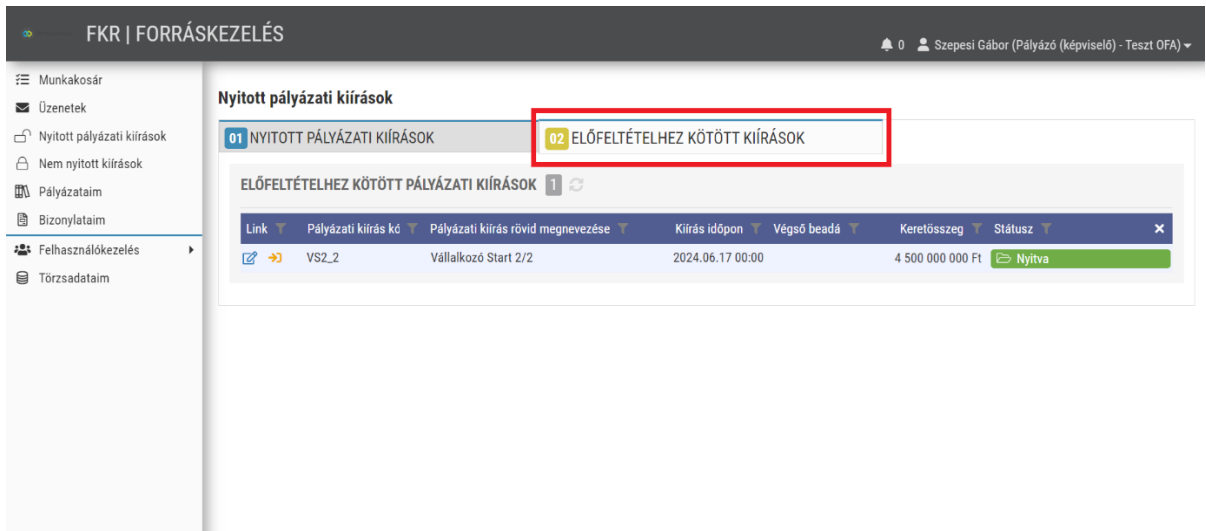 FKR | FORRÁSKEZELÉS
0 Szepesi Gábor (Pályázó (képviselő) - Teszt OFA)
Munkakosár
Üzenetek
Nyitott pályázati kiírások
Nem nyitott kiírások
Pályázataim
Bizonylataim
Felhasználókezelés
Törzsadataim
Nyitott pályázati kiírások
01 NYITOTT PÁLYÁZATI KIÍRÁSOK
02 ELŐFELTÉTELHEZ KÖTÖTT KIÍRÁSOK
ELŐFELTÉTELHEZ KÖTÖTT PÁLYÁZATI KIÍRÁSOK 1
Link Pályázati kiírás kó Pályázati kiírás rövid megnevezése Kiírás időpon Végső beadá Keretösszeg Státusz
VS2_2 Vállalkozó Start 2/2 2024.06.17 00:00 4 500 000 000 Ft Nyitva